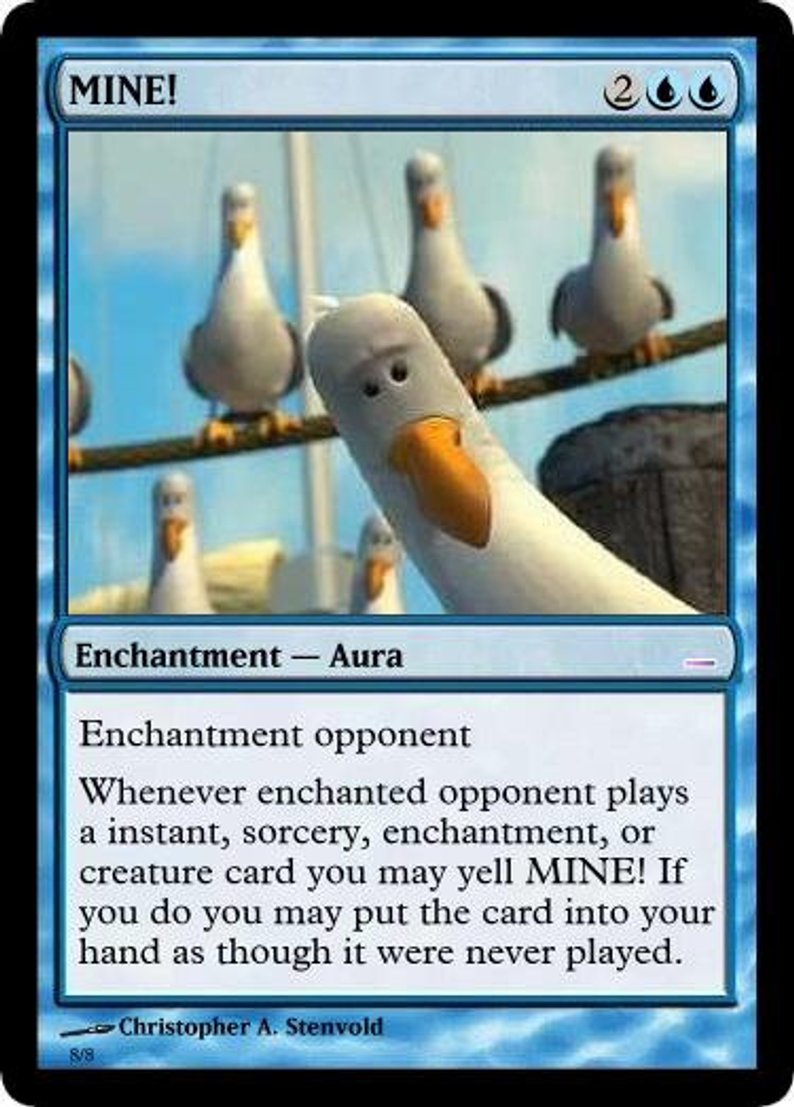 MINE! 2
Enchantment — Aura
Enchantment opponent
Whenever enchanted opponent plays
a instant, sorcery, enchantment, or
creature card you may yell MINE! If
you do you may put the card into your
hand as though it were never played.
Christopher A. Stenvold
8/8